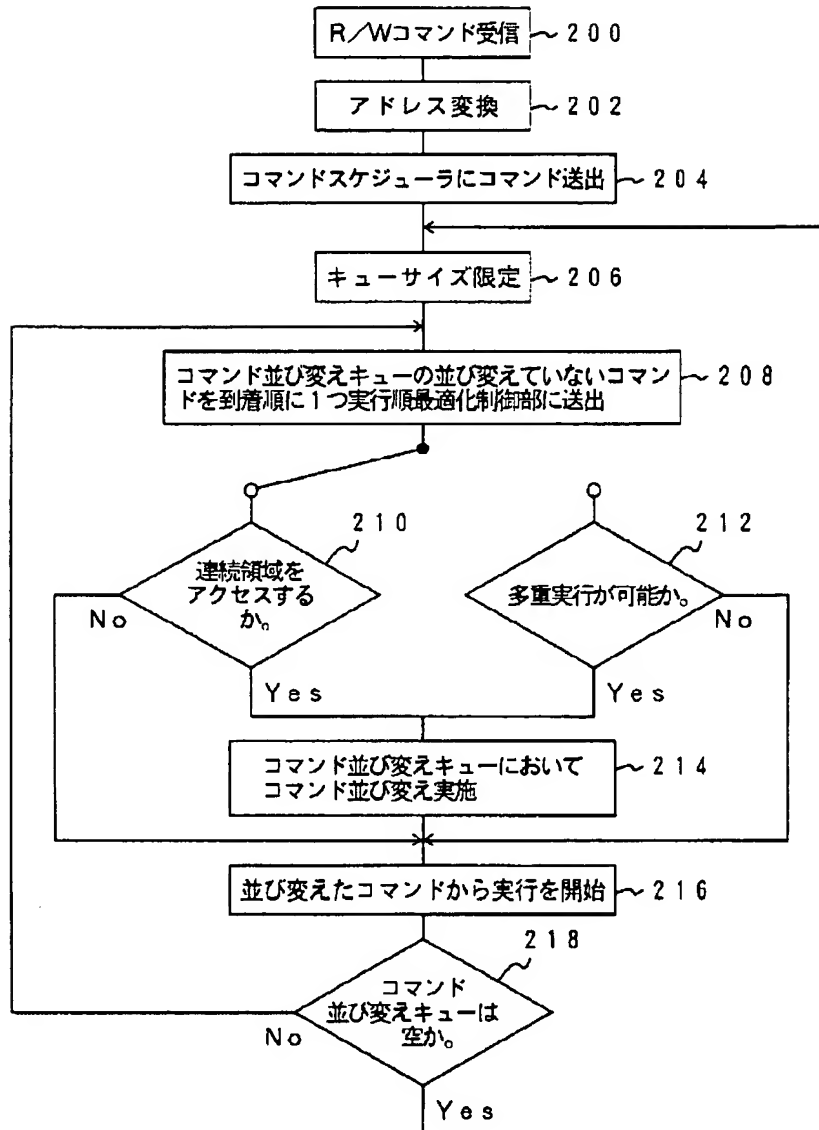 R/Wコマンド受信 ~200
アドレス変換 ~202
コマンドスケジューラにコマンド送出 ~204
キューサイズ限定 ~206
コマンド並び変えキューの並び変えていないコマン ~208
ドを到着順に1つ実行順最適化制御部に送出
210
212
連続領域を
アクセスする
か。
多重実行が可能か。
No
No
Yes
Yes
コマンド並び変えキューにおいて
コマンド並び変え実施 ~214
並び変えたコマンドから実行を開始 ~216
218
コマンド
並び変えキューは
空か。
No
Yes